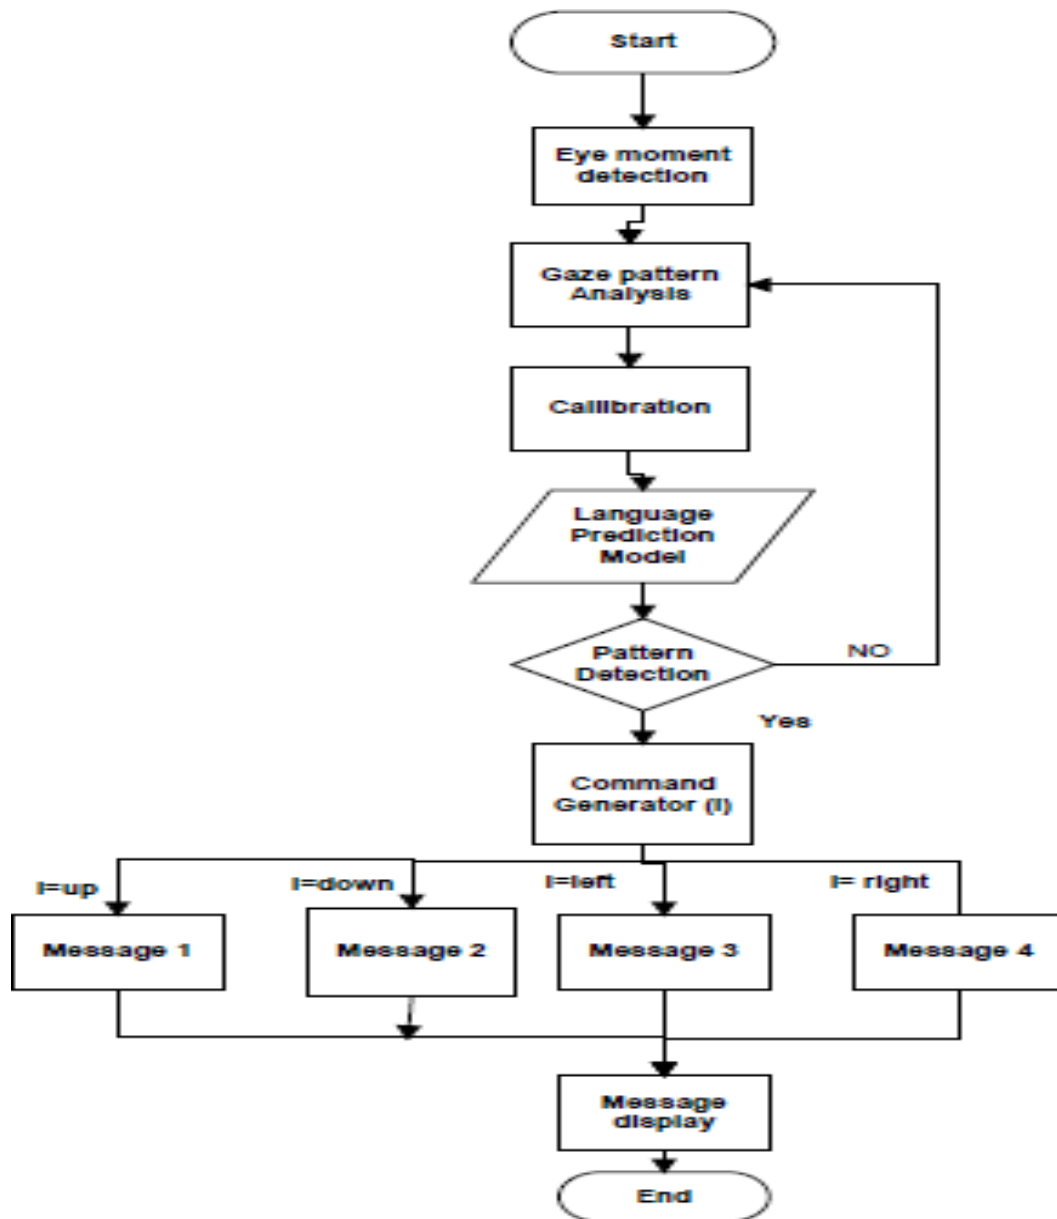 Start
Eye moment
detection
Gaze pattern
Analysis
Callibration
Language
Prediction
Model
Pattern
Detection
NO
Yes
Command
Generator (I)
I=up
I=down
I=left
I= right
Message 1
Message 2
Message 3
Message 4
Message
display
End